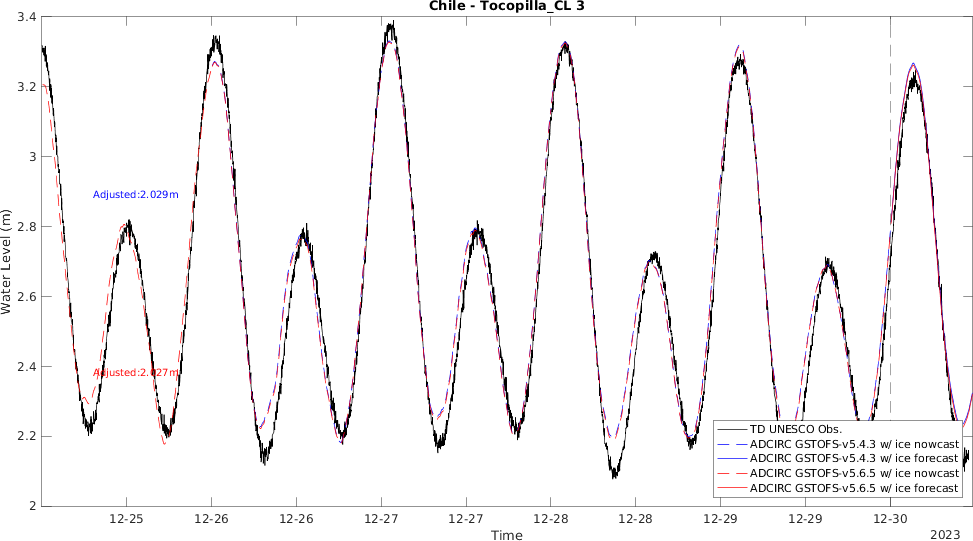 Chile - Tocopilla_CL 3
3.4
3.2
3
2.8
2.6
2.4
2.2
2
Water Level (m)
Adjusted:2.029m
Adjusted:2.027m
TD UNESCO Obs.
ADCIRC GSTOFS-v5.4.3 w/ ice nowcast
ADCIRC GSTOFS-v5.4.3 w/ ice forecast
ADCIRC GSTOFS-v5.6.5 w/ ice nowcast
ADCIRC GSTOFS-v5.6.5 w/ ice forecast
12-25 12-26 12-26 12-27 12-27 12-28 12-28 12-29 12-29 12-30
Time
2023